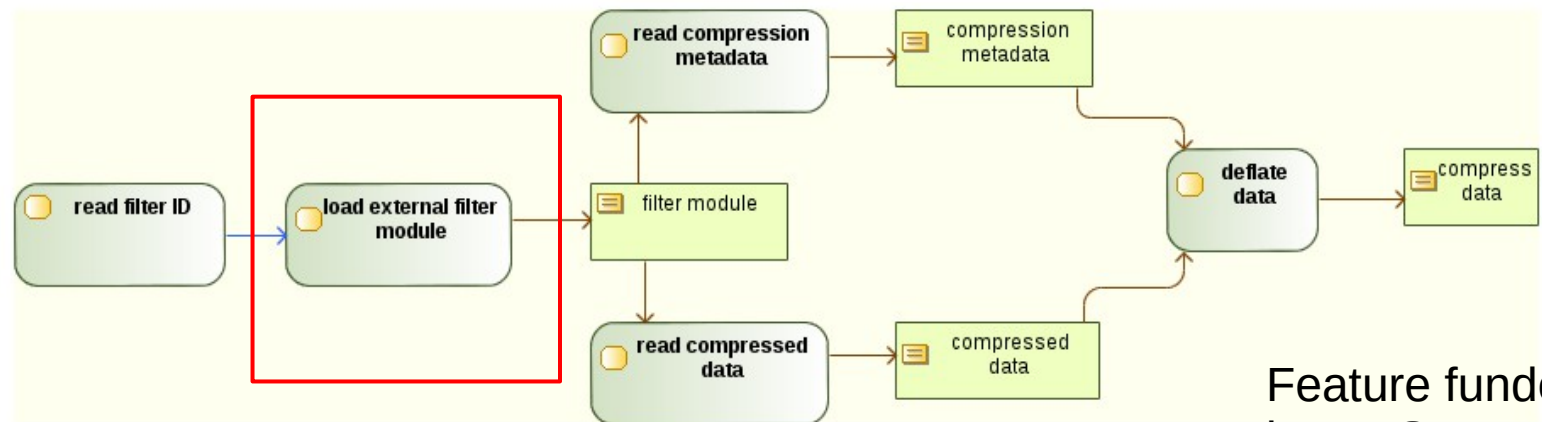 read compression
metadata
compression
metadata
read filter ID
load external filter
module
filter module
deflate
data
compress
data
read compressed
data
compressed
data
Feature